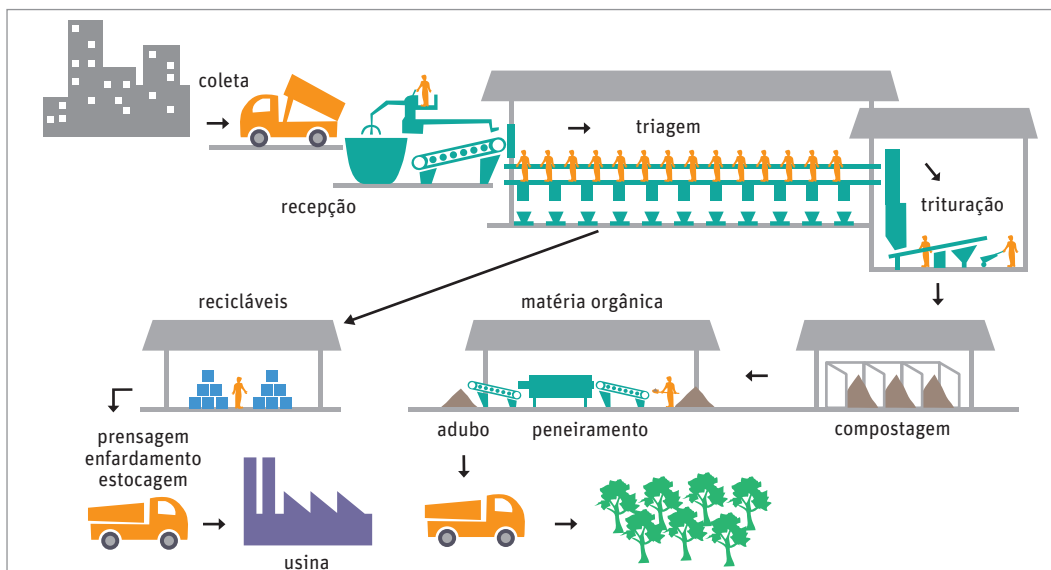 coleta
recepção
triagem
trituração
recicláveis
matéria orgânica
prensagem
enfardamento
estocagem
adubo
peneiramento
compostagem
usina